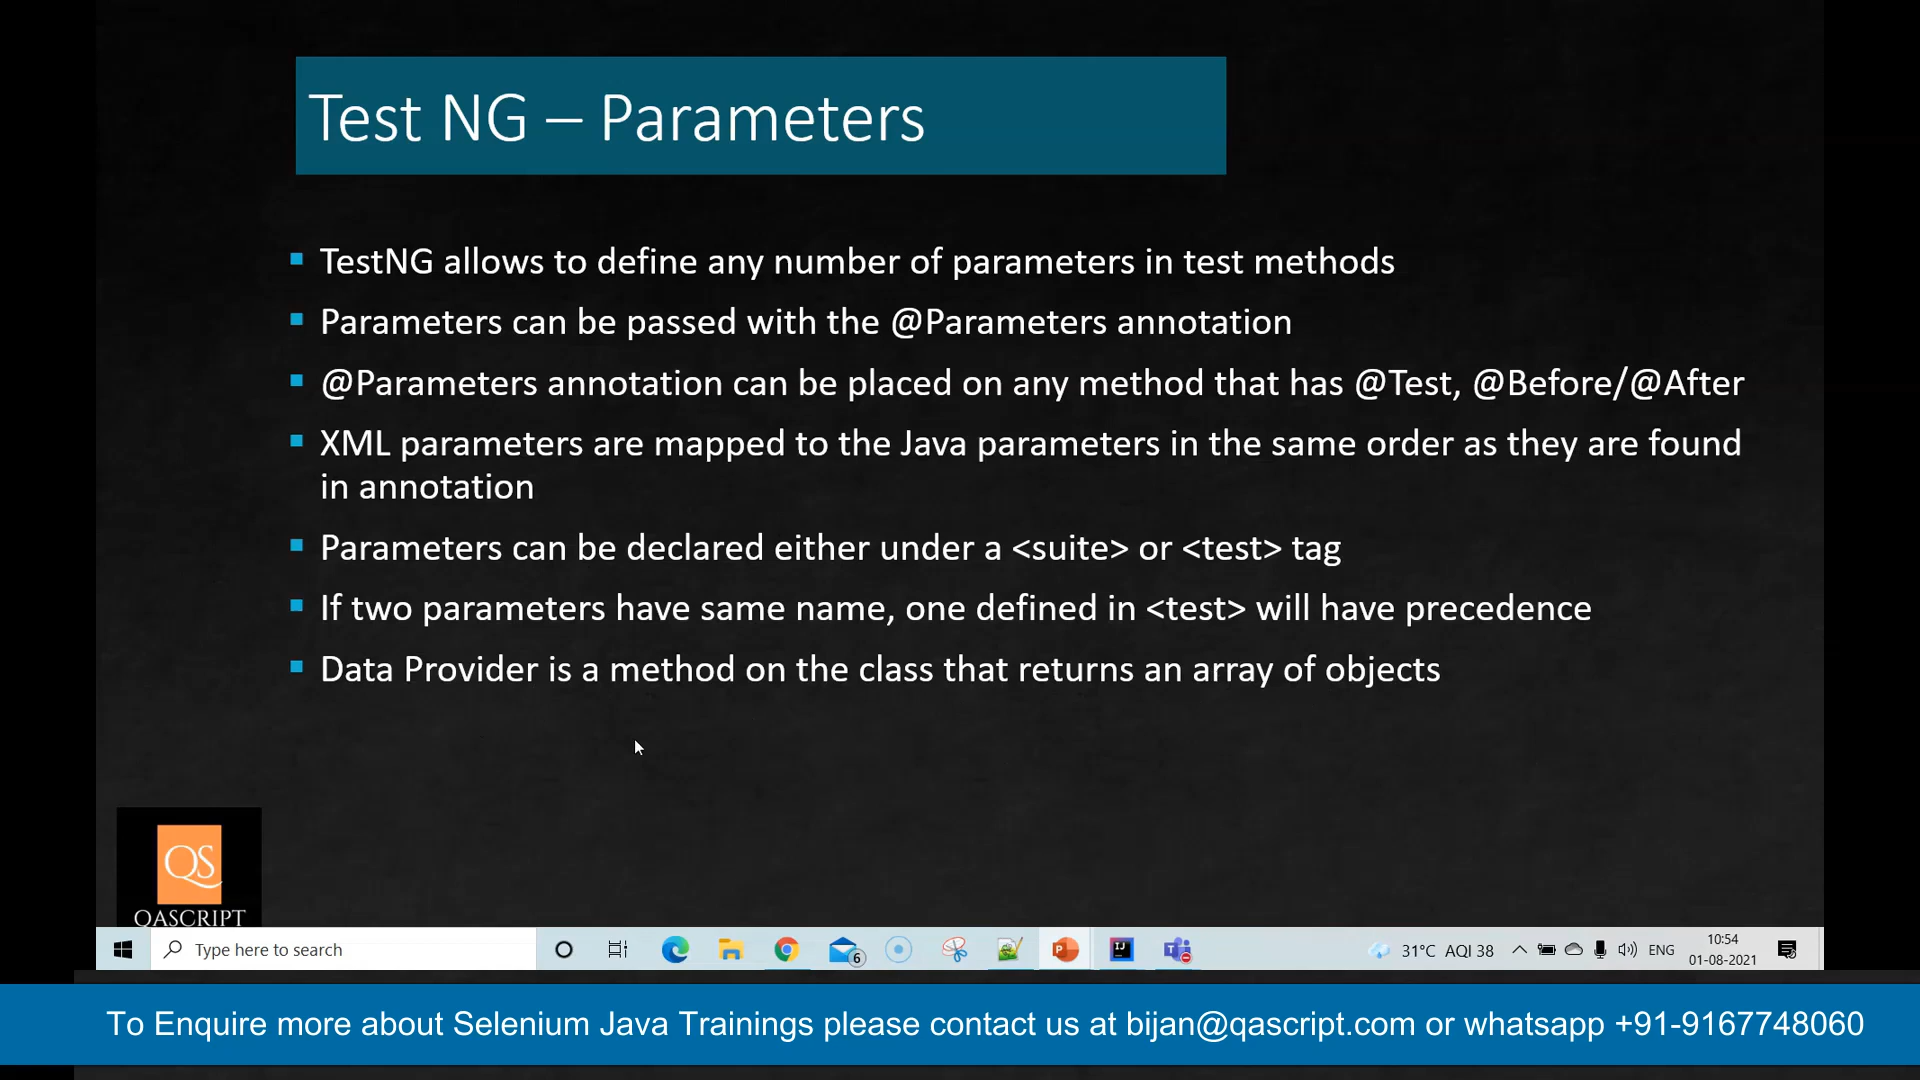 Test NG – Parameters
TestNG allows to define any number of parameters in test methods
Parameters can be passed with the @Parameters annotation
@Parameters annotation can be placed on any method that has @Test, @Before/@After
XML parameters are mapped to the Java parameters in the same order as they are found
in annotation
Parameters can be declared either under a <suite> or <test> tag
If two parameters have same name, one defined in <test> will have precedence
Data Provider is a method on the class that returns an array of objects
QS
QASCRIPT
Type here to search
6
P
IJ
T
31°C AQI 38
ENG
10:54
01-08-2021
To Enquire more about Selenium Java Trainings please contact us at bijan@qascript.com or whatsapp +91-9167748060